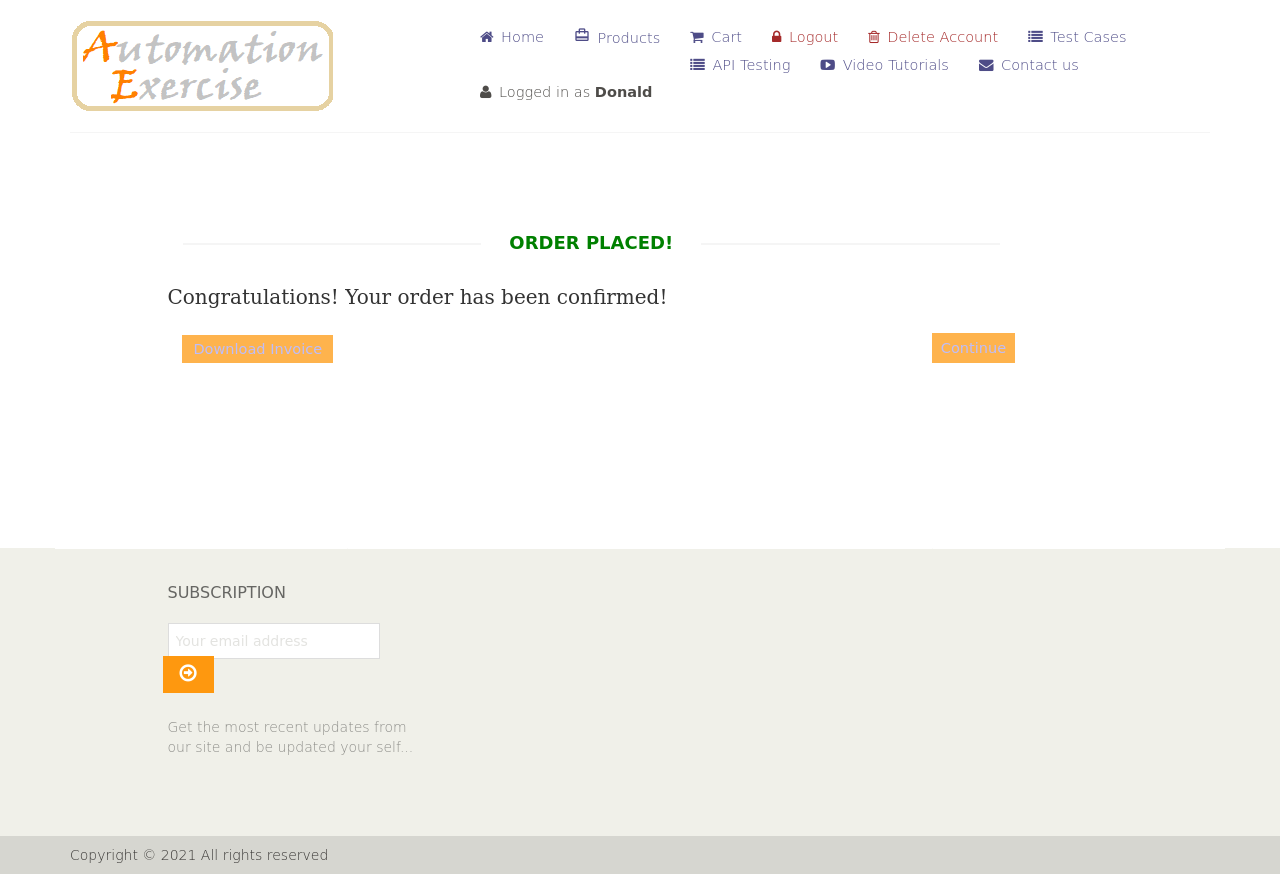 Automation
Exercise
Home
Products
Cart
Logout
Delete Account
Test Cases
API Testing
Video Tutorials
Contact us
Logged in as Donald
ORDER PLACED!
Congratulations! Your order has been confirmed!
Download Invoice
Continue
SUBSCRIPTION
Your email address
Get the most recent updates from
our site and be updated your self...
Copyright © 2021 All rights reserved